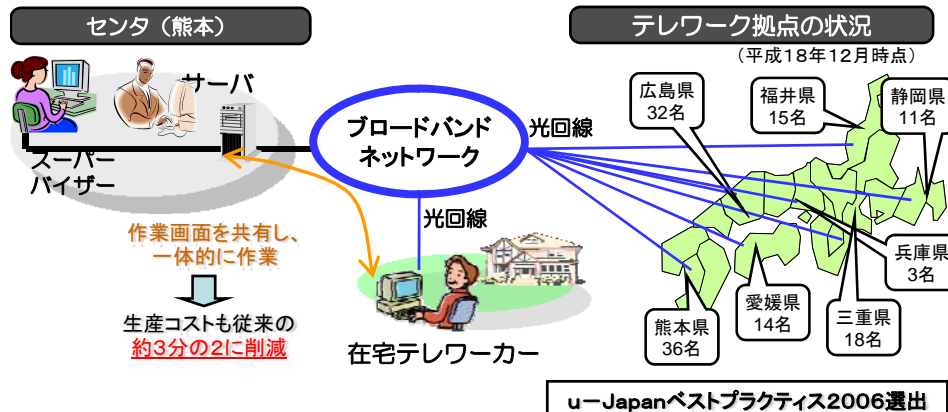 センタ（熊本）
サーバ
スーパー
バイザー
作業画面を共有し、
一体的に作業
生産コストも従来の
約３分の２に削減
ブロードバンド
ネットワーク
光回線
光回線
在宅テレワーカー
テレワーク拠点の状況
（平成18年12月時点）
広島県
32名
福井県
15名
静岡県
11名
兵庫県
3名
三重県
18名
愛媛県
14名
熊本県
36名
u－Japanベストプラクティス2006選出